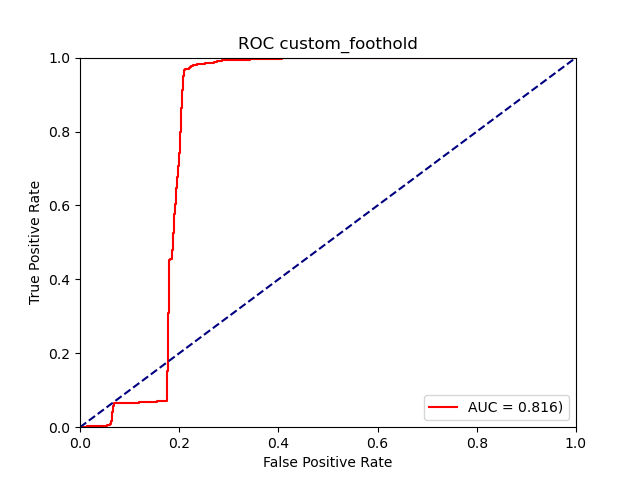 ROC custom_foothold
True Positive Rate
1.0
0.8
0.6
0.4
0.2
0.0
AUC = 0.816)
0.0 0.2 0.4 0.6 0.8 1.0
False Positive Rate